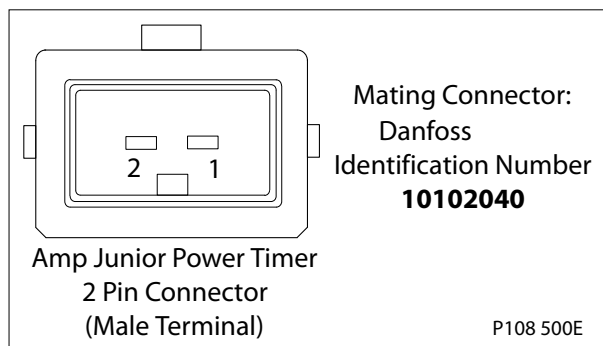 2 1
Mating Connector:
Danfoss
Identification Number
10102040
Amp Junior Power Timer
2 Pin Connector
(Male Terminal)
P108 500E